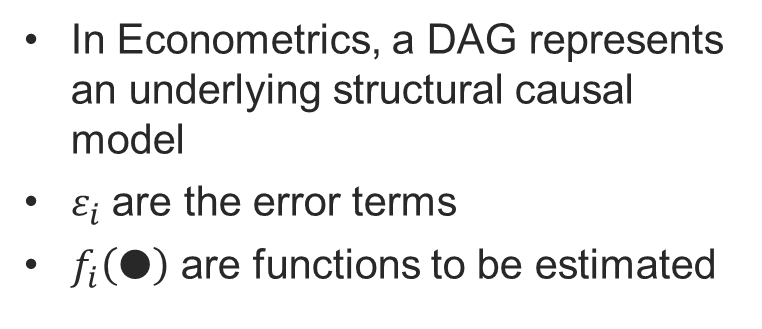 • In Econometrics, a DAG represents
an underlying structural causal
model
• εᵢ are the error terms
• fᵢ(●) are functions to be estimated